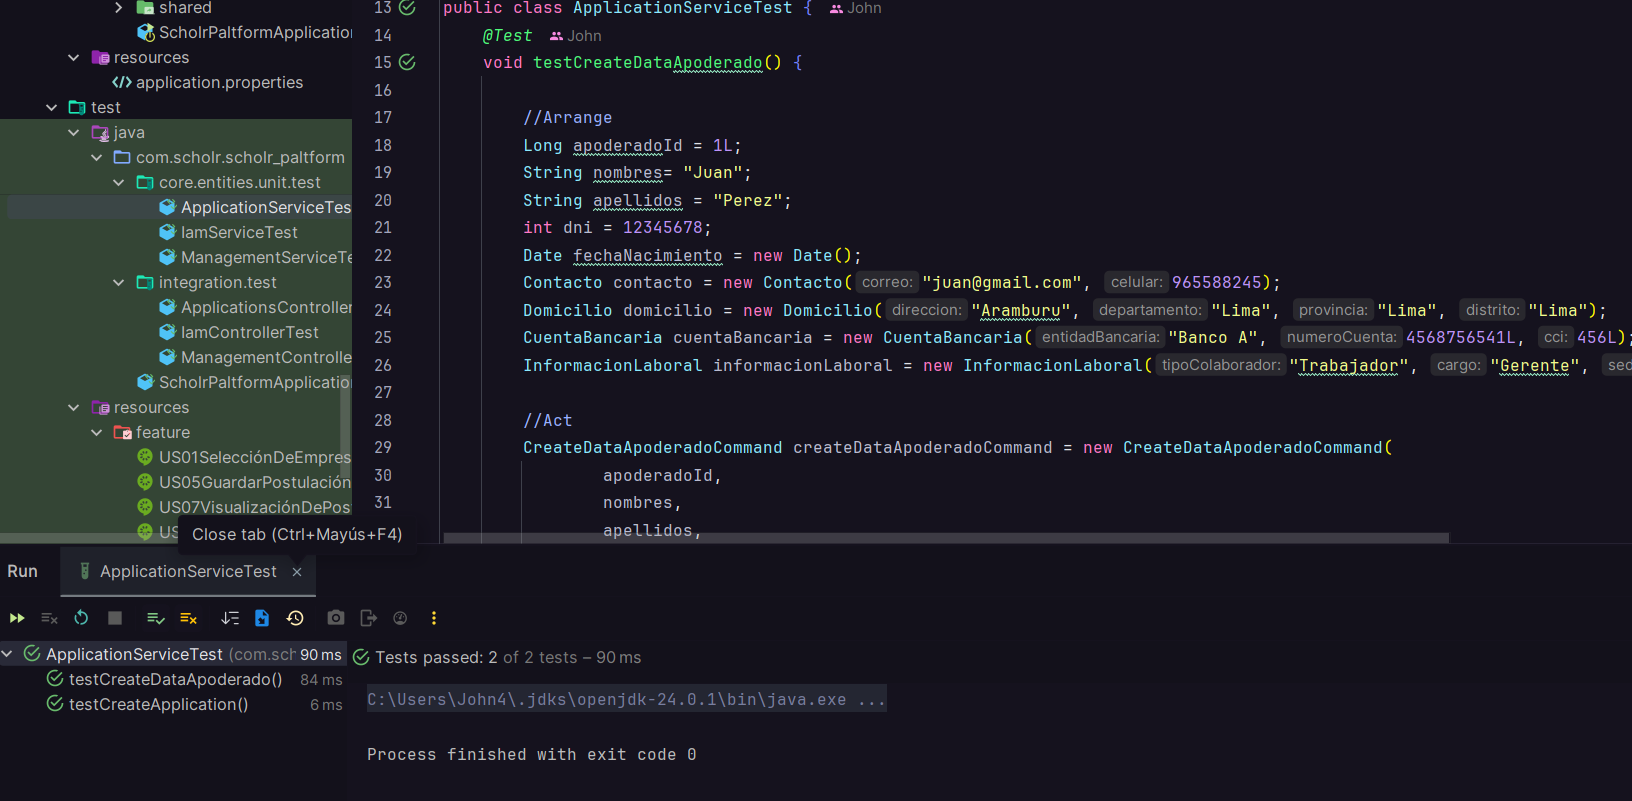 shared
ScholrPaltformApplication
resources
application.properties
test
java
com.scholr.scholr_paltform
core.entities.unit.test
ApplicationServiceTes
IamServiceTest
ManagementServiceTe
integration.test
ApplicationsController
IamControllerTest
ManagementControlle
ScholrPaltformApplication
resources
feature
US01SelecciónDeEmpres
US05GuardarPostulación
US07VisualizaciónDePost
US
Close tab (Ctrl+Mayús+F4)
13 public class ApplicationServiceTest { John
14 @Test John
15 void testCreateDataApoderado() {
16
17 //Arrange
18 Long apoderadoId = 1L;
19 String nombres= "Juan";
20 String apellidos = "Perez";
21 int dni = 12345678;
22 Date fechaNacimiento = new Date();
23 Contacto contacto = new Contacto( correo: "juan@gmail.com", celular: 965588245);
24 Domicilio domicilio = new Domicilio( direccion: "Aramburu", departamento: "Lima", provincia: "Lima", distrito: "Lima");
25 CuentaBancaria cuentaBancaria = new CuentaBancaria( entidadBancaria: "Banco A", numeroCuenta: 4568756541L, cci: 456L);
26 InformacionLaboral informacionLaboral = new InformacionLaboral( tipoColaborador: "Trabajador", cargo: "Gerente", sed
27
28 //Act
29 CreateDataApoderadoCommand createDataApoderadoCommand = new CreateDataApoderadoCommand(
30 apoderadoId,
31 nombres,
apellidos,
Run
ApplicationServiceTest ×
ApplicationServiceTest (com.sch 90 ms
testCreateDataApoderado() 84 ms
testCreateApplication() 6 ms
Tests passed: 2 of 2 tests – 90 ms
C:\Users\John4\.jdks\openjdk-24.0.1\bin\java.exe ...
Process finished with exit code 0